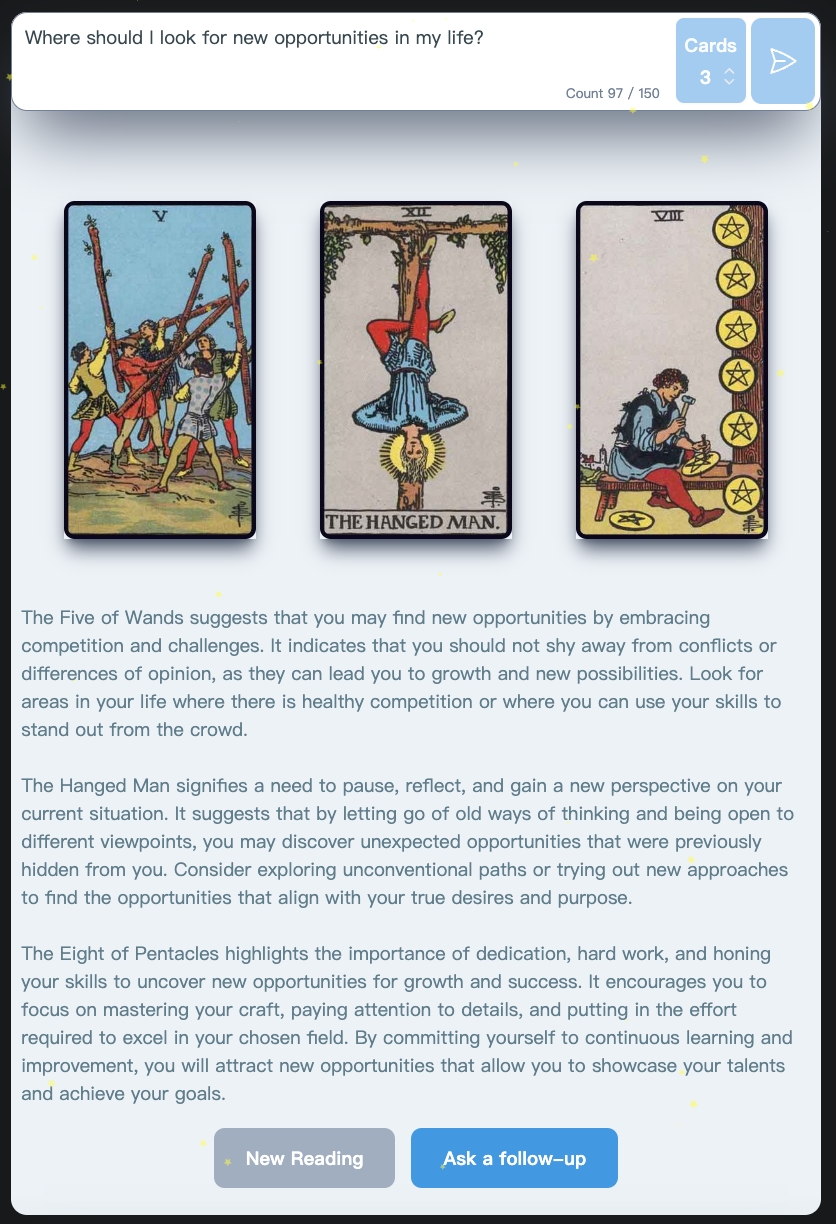 Where should I look for new opportunities in my life?
Cards
3
Count 97 / 150
V
XII
VIII
THE HANGED MAN.
The Five of Wands suggests that you may find new opportunities by embracing
competition and challenges. It indicates that you should not shy away from conflicts or
differences of opinion, as they can lead you to growth and new possibilities. Look for
areas in your life where there is healthy competition or where you can use your skills to
stand out from the crowd.
The Hanged Man signifies a need to pause, reflect, and gain a new perspective on your
current situation. It suggests that by letting go of old ways of thinking and being open to
different viewpoints, you may discover unexpected opportunities that were previously
hidden from you. Consider exploring unconventional paths or trying out new approaches
to find the opportunities that align with your true desires and purpose.
The Eight of Pentacles highlights the importance of dedication, hard work, and honing
your skills to uncover new opportunities for growth and success. It encourages you to
focus on mastering your craft, paying attention to details, and putting in the effort
required to excel in your chosen field. By committing yourself to continuous learning and
improvement, you will attract new opportunities that allow you to showcase your talents
and achieve your goals.
New Reading
Ask a follow-up